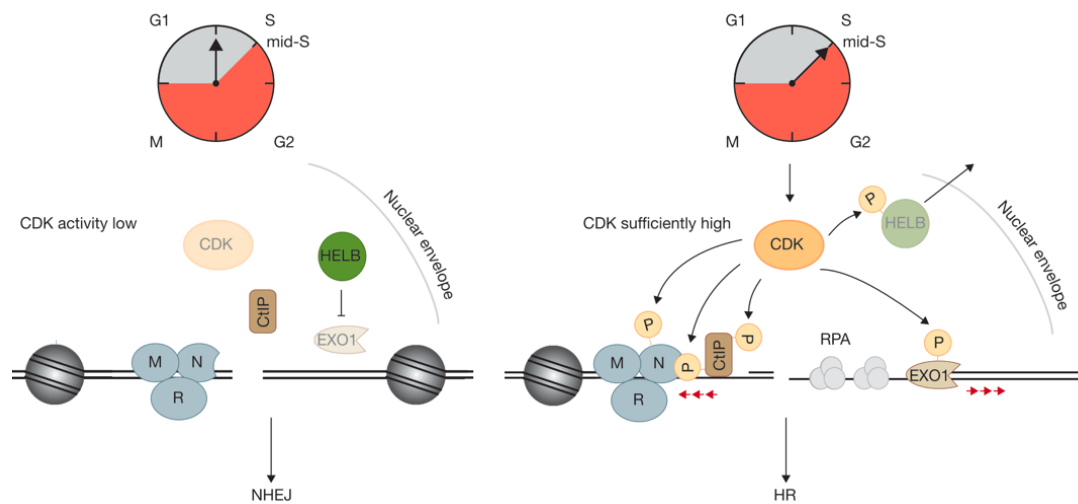 G1
S
mid-S
M
G2
CDK activity low
CDK
HELB
Nuclear envelope
CtIP
EXO1
M
N
R
NHEJ
G1
S
mid-S
M
G2
CDK sufficiently high
CDK
P
HELB
Nuclear envelope
P
P
P
CtIP
M
N
R
RPA
P
EXO1
HR